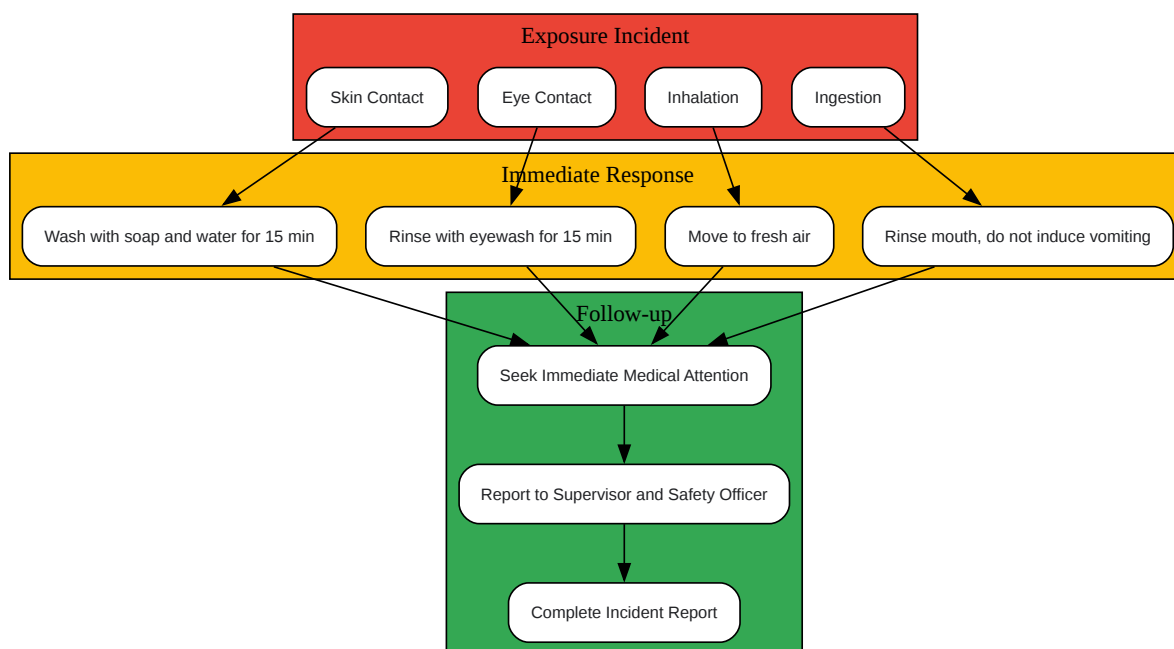 Exposure Incident
Skin Contact
Eye Contact
Inhalation
Ingestion
Immediate Response
Wash with soap and water for 15 min
Rinse with eyewash for 15 min
Move to fresh air
Rinse mouth, do not induce vomiting
Follow-up
Seek Immediate Medical Attention
Report to Supervisor and Safety Officer
Complete Incident Report